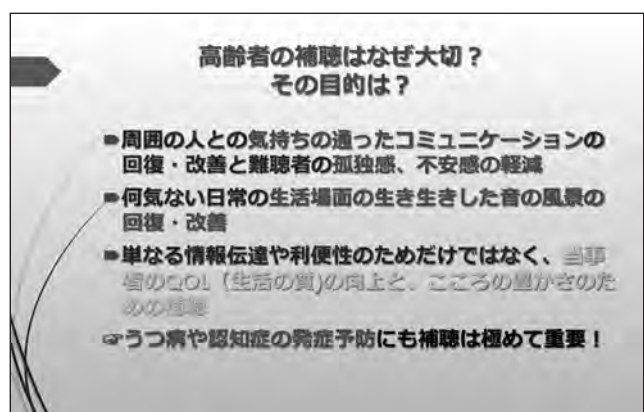 高齢者の補聴はなぜ大切？
その目的は？
➠周囲の人との気持ちの通ったコミュニケーションの
回復・改善と難聴者の孤独感、不安感の軽減
➠何気ない日常の生活場面の生き生きした音の風景の
回復・改善
➠単なる情報伝達や利便性のためだけではなく、当事
者のQOL（生活の質)の向上と、こころの豊かさのた
めの補聴
☞うつ病や認知症の発症予防にも補聴は極めて重要！